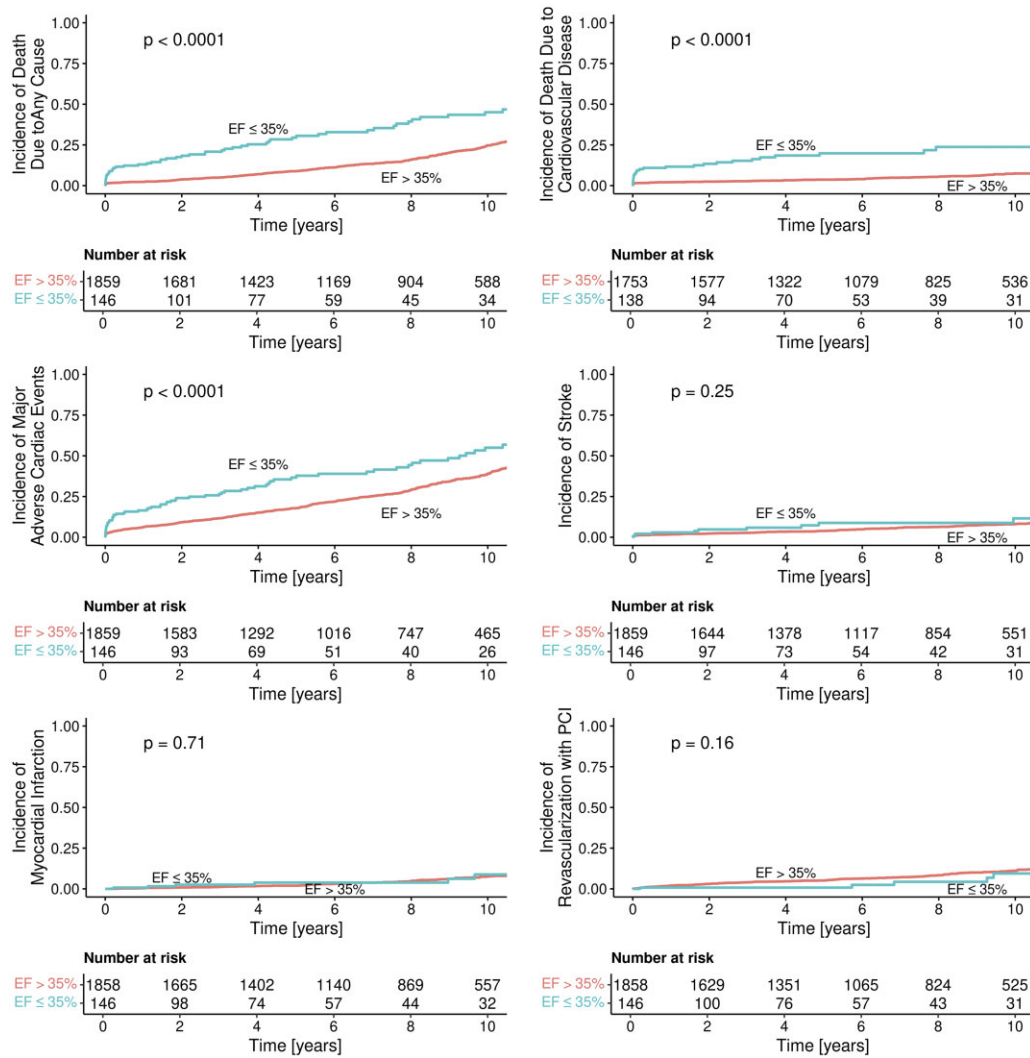 Incidence of Death
Due toAny Cause
1.00
0.75
0.50
0.25
0.00
p < 0.0001
EF ≤ 35%
EF > 35%
0 2 4 6 8 10
Time [years]
Number at risk
EF > 35% 1859 1681 1423 1169 904 588
EF ≤ 35% 146 101 77 59 45 34
0 2 4 6 8 10
Time [years]
Incidence of Death Due to
Cardiovascular Disease
1.00
0.75
0.50
0.25
0.00
p < 0.0001
EF ≤ 35%
EF > 35%
0 2 4 6 8 10
Time [years]
Number at risk
EF > 35% 1753 1577 1322 1079 825 536
EF ≤ 35% 138 94 70 53 39 31
0 2 4 6 8 10
Time [years]
Incidence of Major
Adverse Cardiac Events
1.00
0.75
0.50
0.25
0.00
p < 0.0001
EF ≤ 35%
EF > 35%
0 2 4 6 8 10
Time [years]
Number at risk
EF > 35% 1859 1583 1292 1016 747 465
EF ≤ 35% 146 93 69 51 40 26
0 2 4 6 8 10
Time [years]
Incidence of Stroke
1.00
0.75
0.50
0.25
0.00
p = 0.25
EF ≤ 35%
EF > 35%
0 2 4 6 8 10
Time [years]
Number at risk
EF > 35% 1859 1644 1378 1117 854 551
EF ≤ 35% 146 97 73 54 42 31
0 2 4 6 8 10
Time [years]
Incidence of
Myocardial Infarction
1.00
0.75
0.50
0.25
0.00
p = 0.71
EF ≤ 35%
EF > 35%
0 2 4 6 8 10
Time [years]
Number at risk
EF > 35% 1858 1665 1402 1140 869 557
EF ≤ 35% 146 98 74 57 44 32
0 2 4 6 8 10
Time [years]
Incidence of
Revascularization with PCI
1.00
0.75
0.50
0.25
0.00
p = 0.16
EF > 35%
EF ≤ 35%
0 2 4 6 8 10
Time [years]
Number at risk
EF > 35% 1858 1629 1351 1065 824 525
EF ≤ 35% 146 100 76 57 43 31
0 2 4 6 8 10
Time [years]